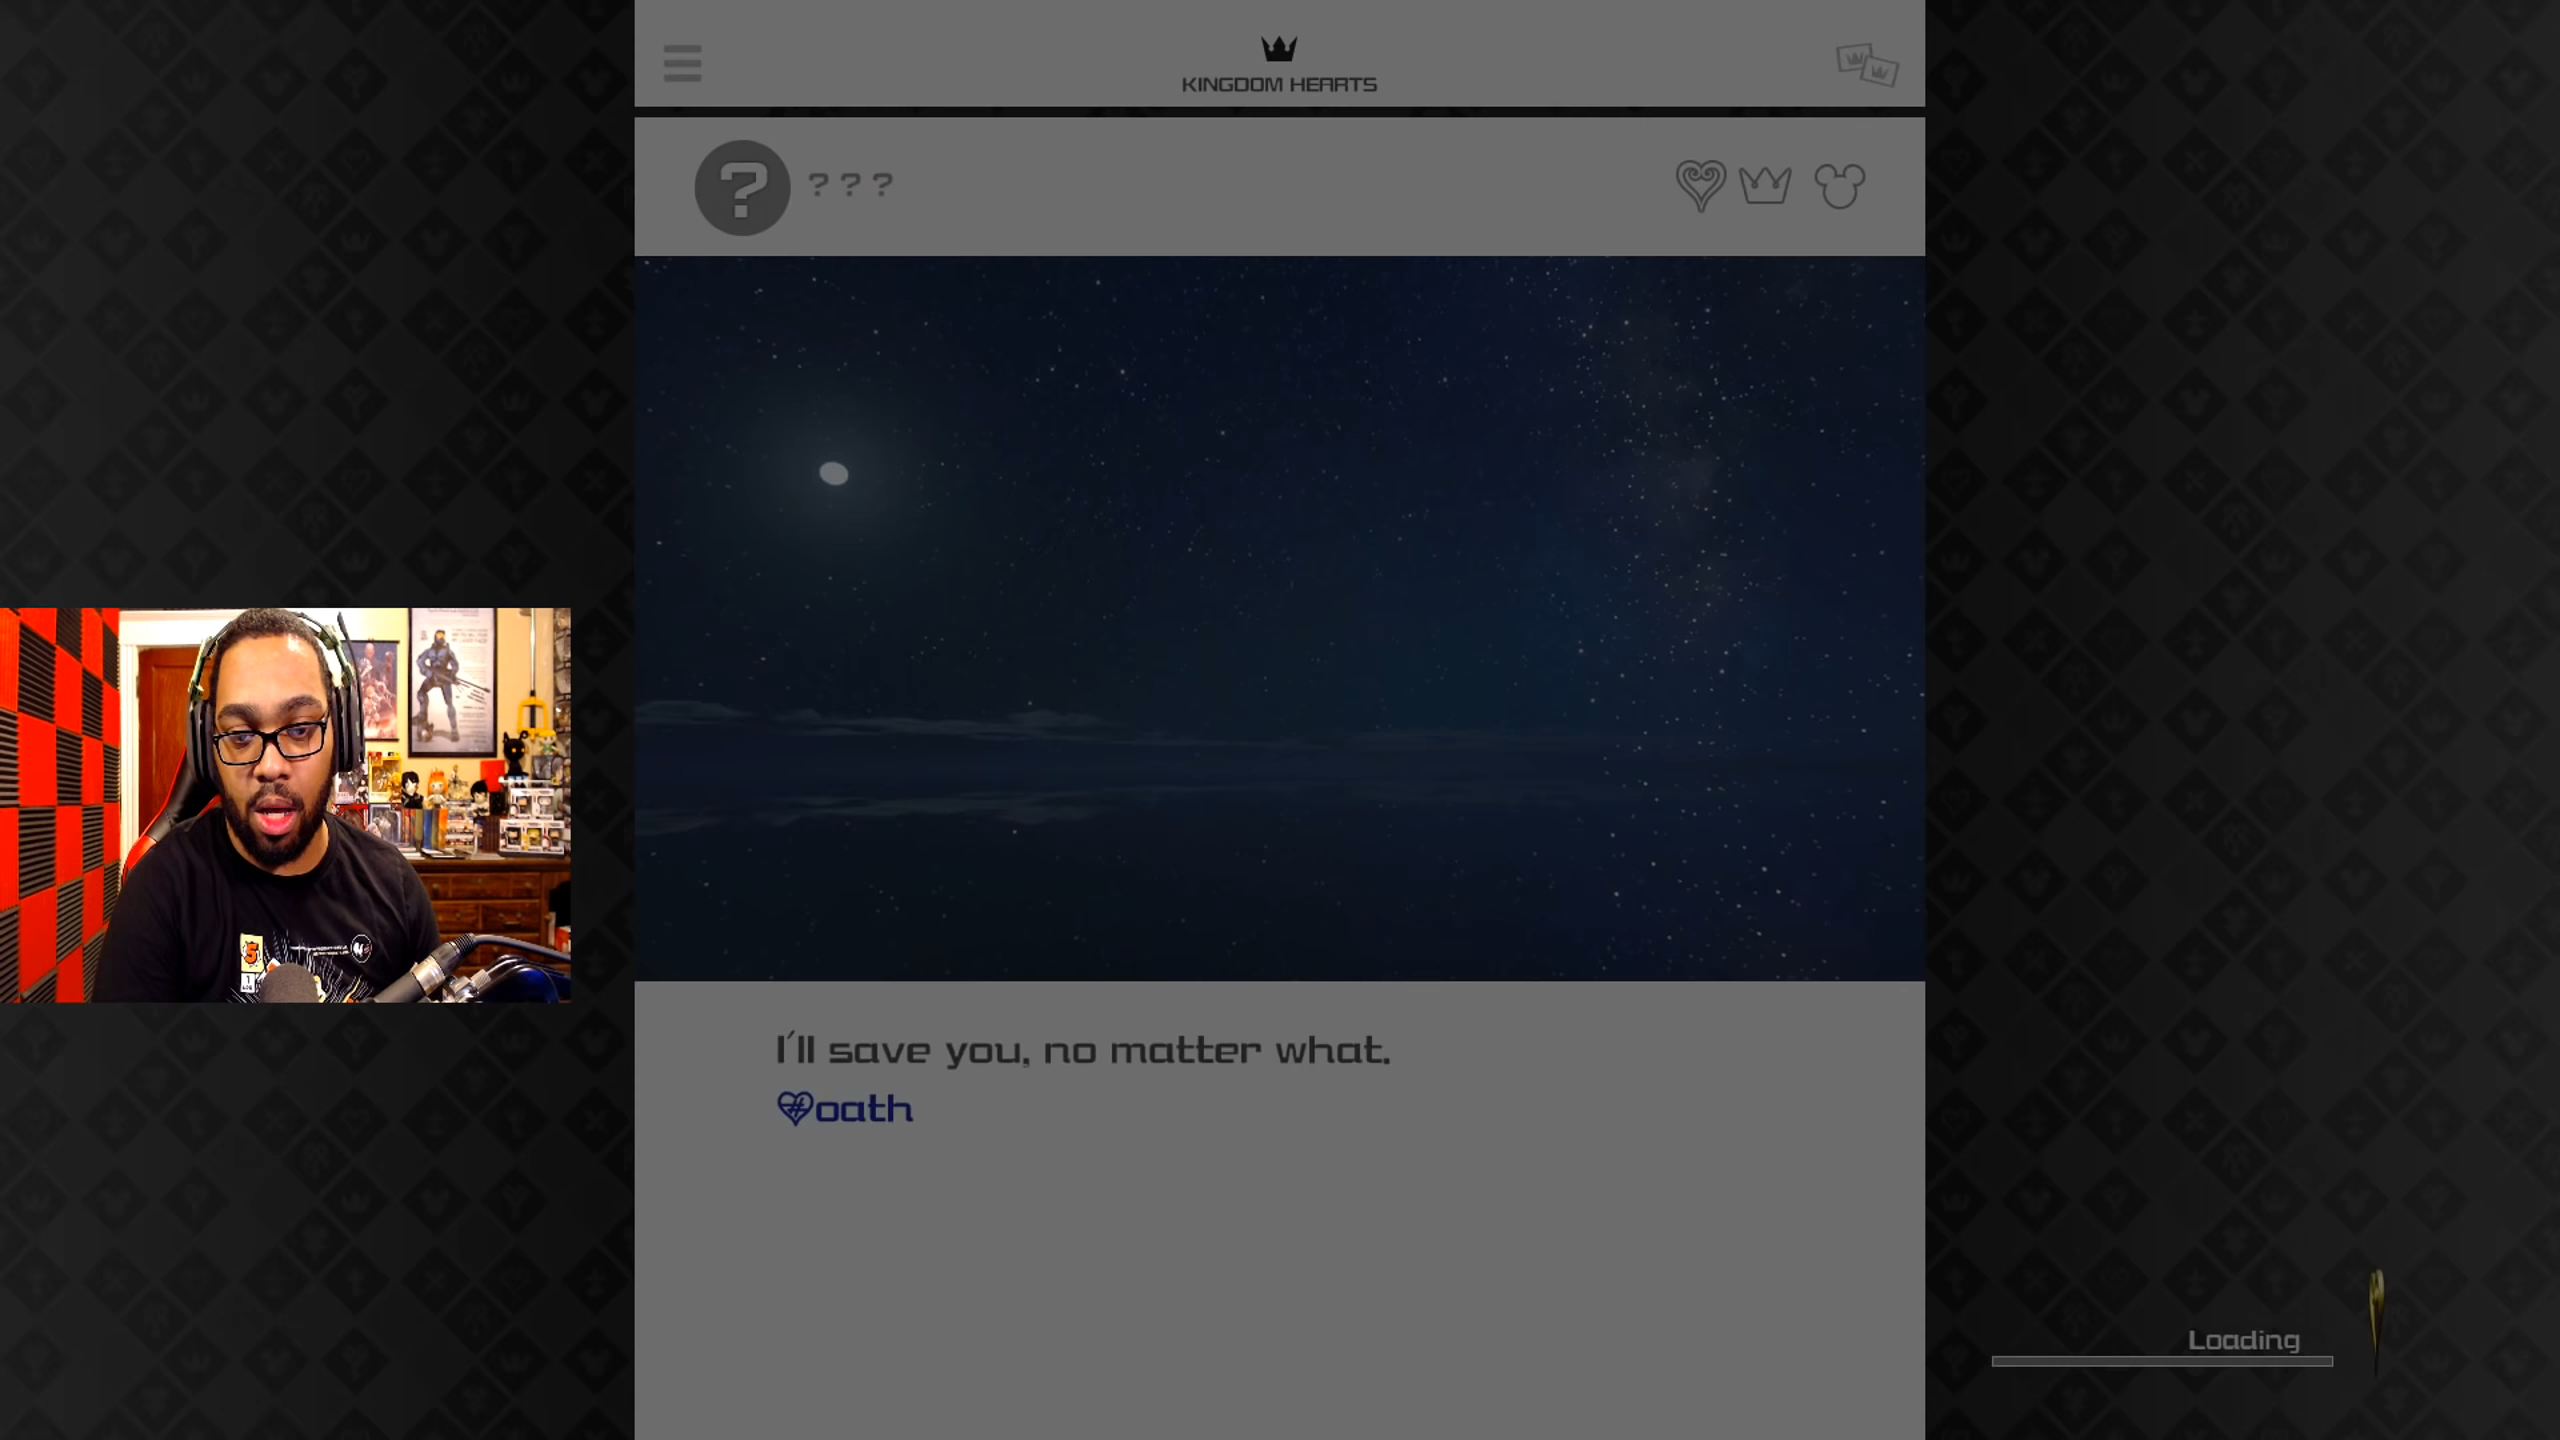 KINGDOM HEARTS
? ? ? ?
I'll save you, no matter what.
#oath
Loading